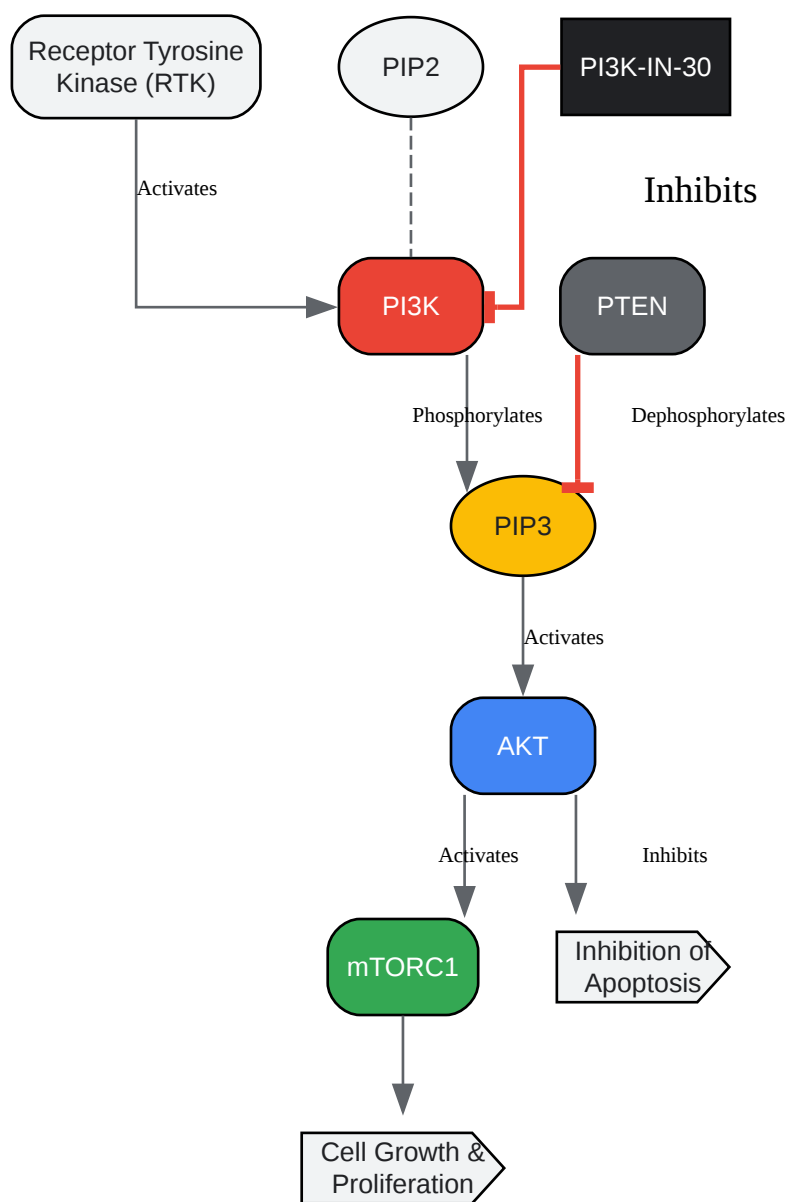 Receptor Tyrosine
Kinase (RTK)
PIP2
PI3K-IN-30
Activates
Inhibits
PI3K
PTEN
Phosphorylates
Dephosphorylates
PIP3
Activates
AKT
Activates
Inhibits
mTORC1
Inhibition of
Apoptosis
Cell Growth &
Proliferation